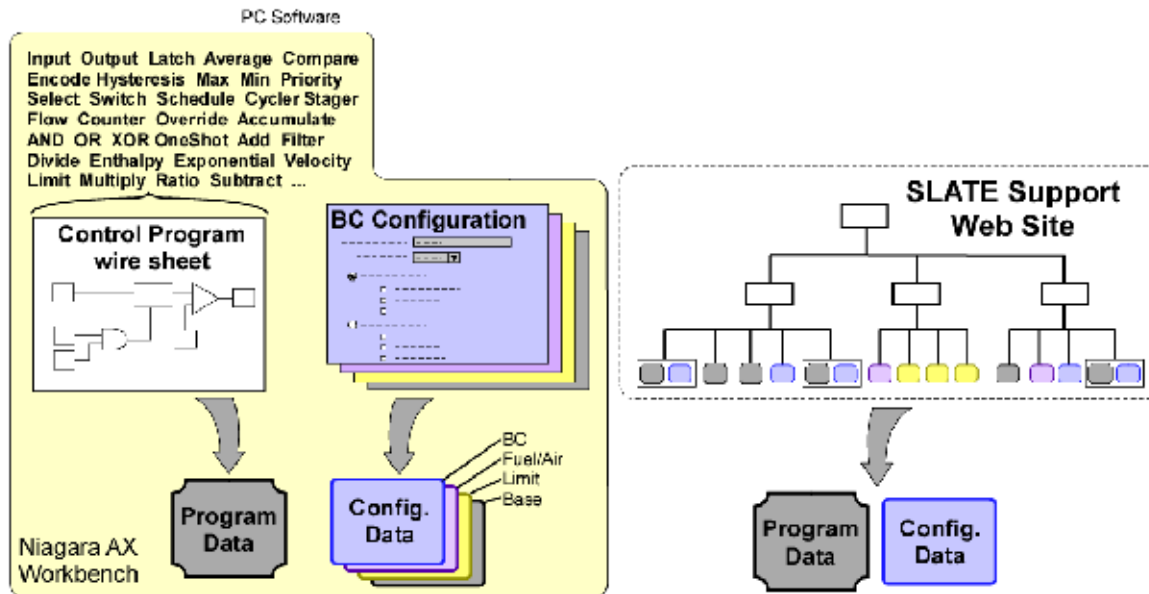 PC Software
Input Output Latch Average Compare
Encode Hysteresis Max Min Priority
Select Switch Schedule Cycler Stager
Flow Counter Override Accumulate
AND OR XOR OneShot Add Filter
Divide Enthalpy Exponential Velocity
Limit Multiply Ratio Subtract ...
Control Program
wire sheet
BC Configuration
BC
Fuel/Air
Limit
Base
Program
Data
Config.
Data
Niagara AX
Workbench
SLATE Support
Web Site
Program
Data
Config.
Data